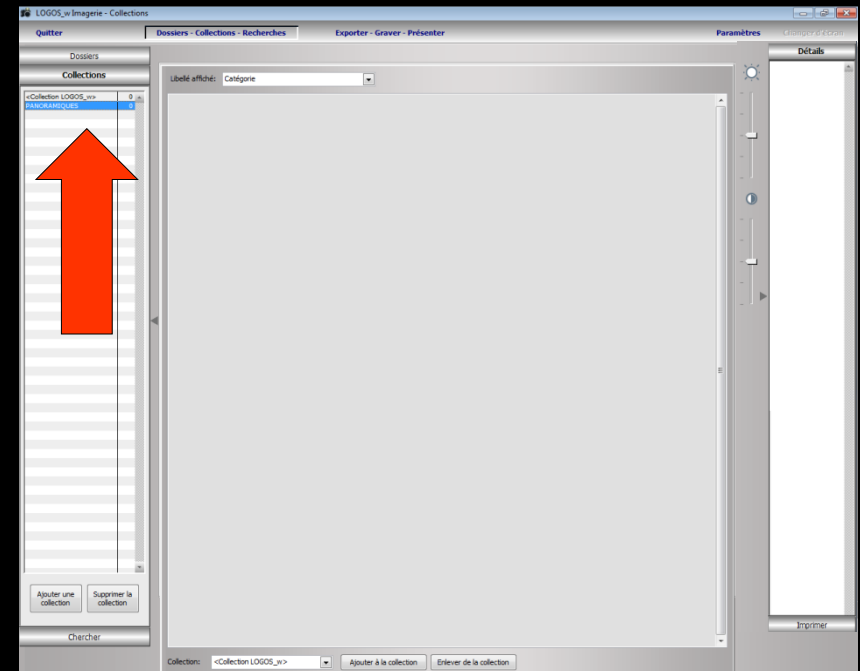 LOGOS_w Imagerie - Collections
Quitter Dossiers - Collections - Recherches Exporter - Graver - Présenter Paramètres Changer d'écran
Dossiers
Détails
Collections
Libellé affiché: Catégorie
<Collection LOGOS_w> 0
PANORAMIQUES 0
Ajouter une collection
Supprimer la collection
Imprimer
Chercher
Collection: <Collection LOGOS_w> Ajouter à la collection Enlever de la collection